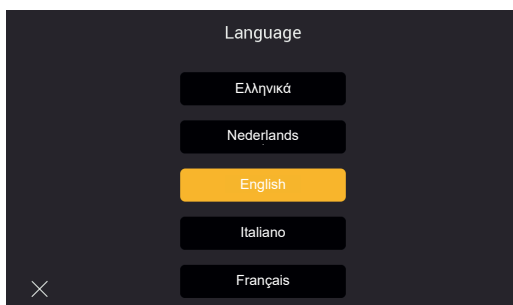 Language
Ελληνικά
Nederlands
English
Italiano
Français